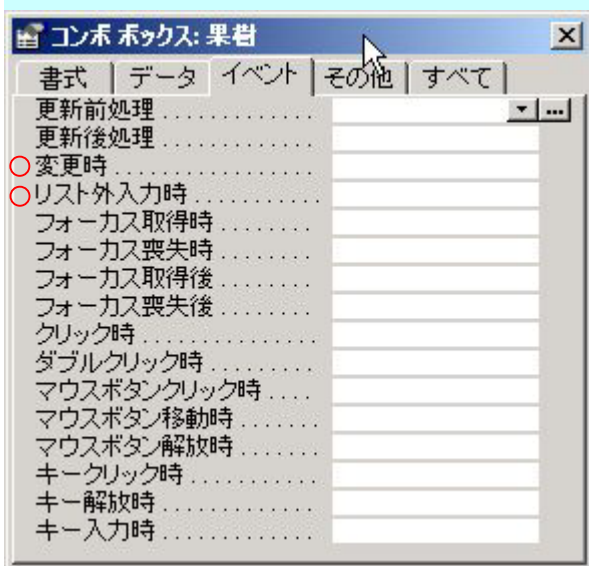 コンボ ボックス: 果樹
書式 データ イベント その他 すべて
更新前処理
更新後処理
変更時
リスト外入力時
フォーカス取得時
フォーカス喪失時
フォーカス取得後
フォーカス喪失後
クリック時
ダブルクリック時
マウスボタンクリック時
マウスボタン移動時
マウスボタン解放時
キークリック時
キー解放時
キー入力時